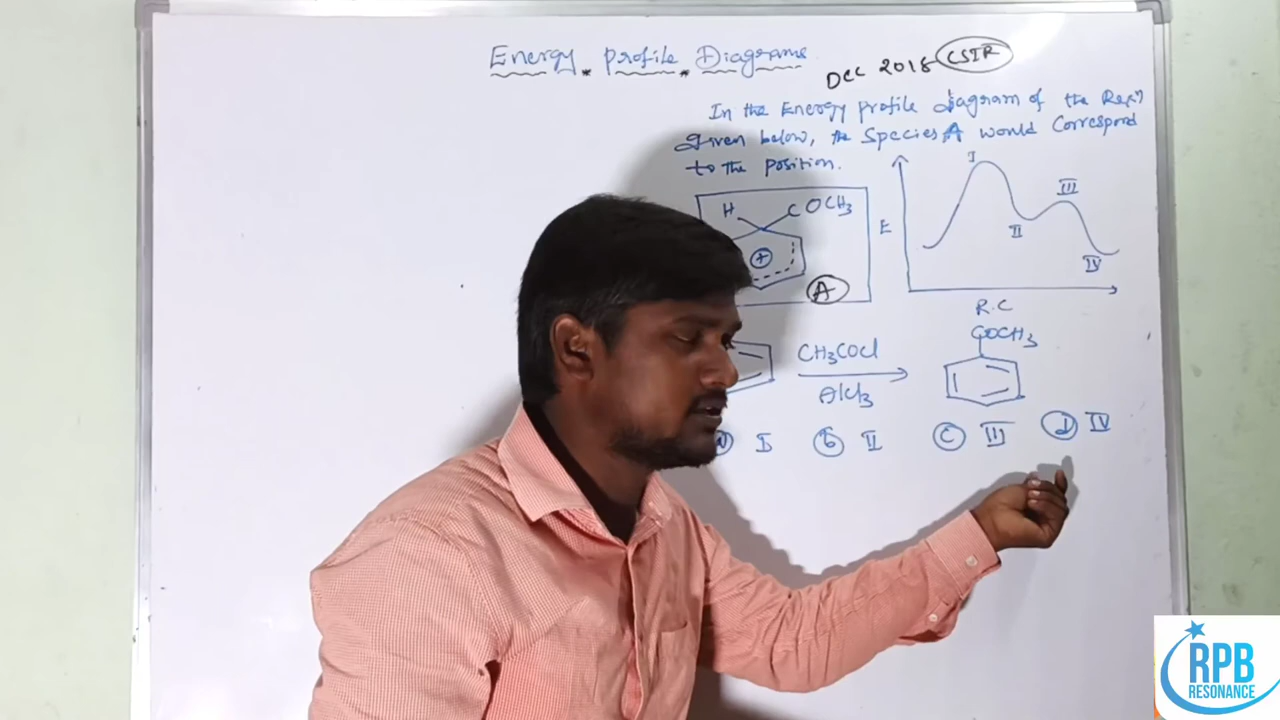 Energy Profile Diagrams
Dec 2018 CSIR
In the Energy profile diagram of the Rexn
given below, the Species A would Correspond
to the position.
H COCH3
+
A
I
III
E
II
IV
R.C
COCH3
CH3COCl
AlCl3
I b II c III d IV
RPB
RESONANCE